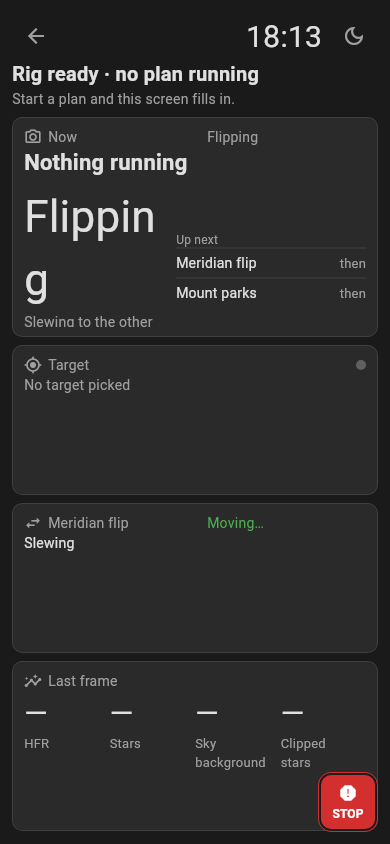 18:13
Rig ready · no plan running
Start a plan and this screen fills in.
Now
Flipping
Nothing running
Flippin
g
Slewing to the other
Up next
Meridian flip then
Mount parks then
Target
No target picked
Meridian flip
Moving…
Slewing
Last frame
— — — —
HFR
Stars
Sky
background
Clipped
stars
STOP